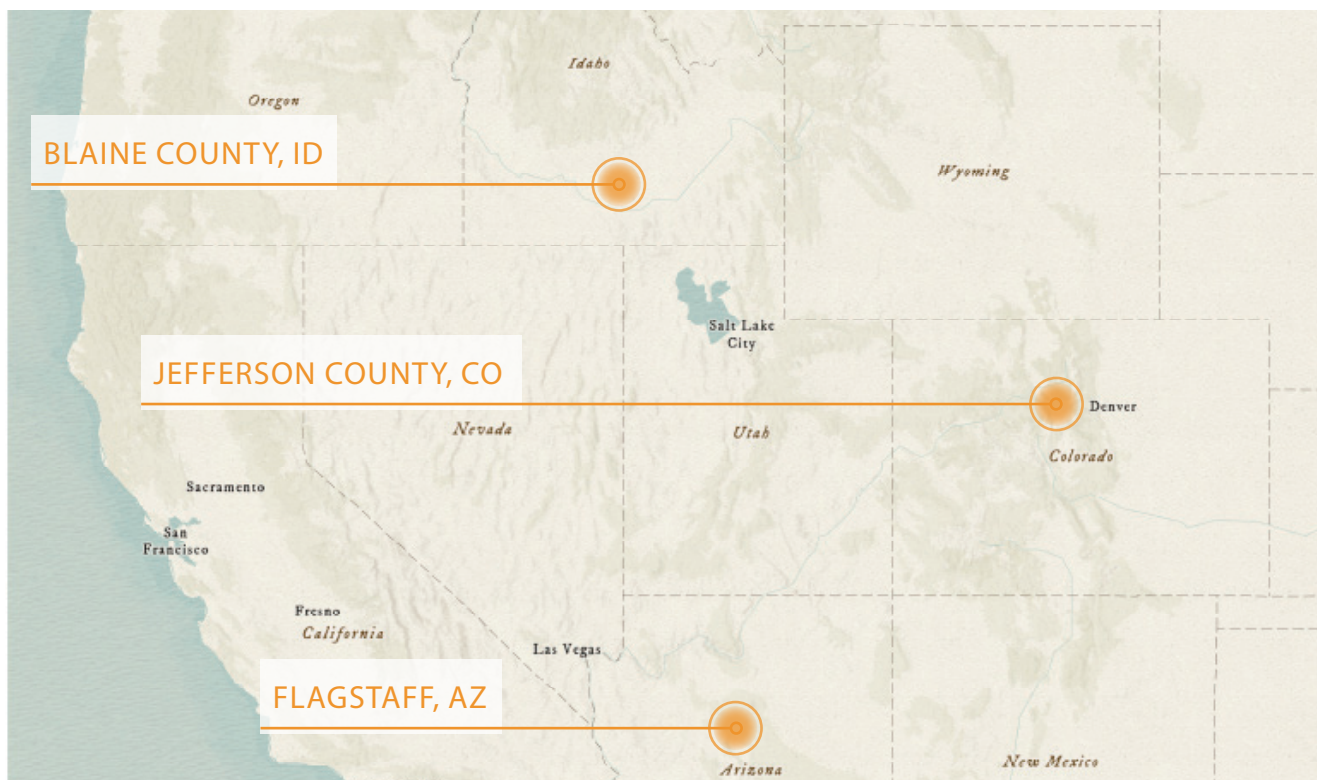 Idaho
Oregon
BLAINE COUNTY, ID
Wyoming
Salt Lake
City
JEFFERSON COUNTY, CO
Denver
Nevada
Utah
Colorado
Sacramento
San
Francisco
Fresno
California
Las Vegas
FLAGSTAFF, AZ
New Mexico
Arizona